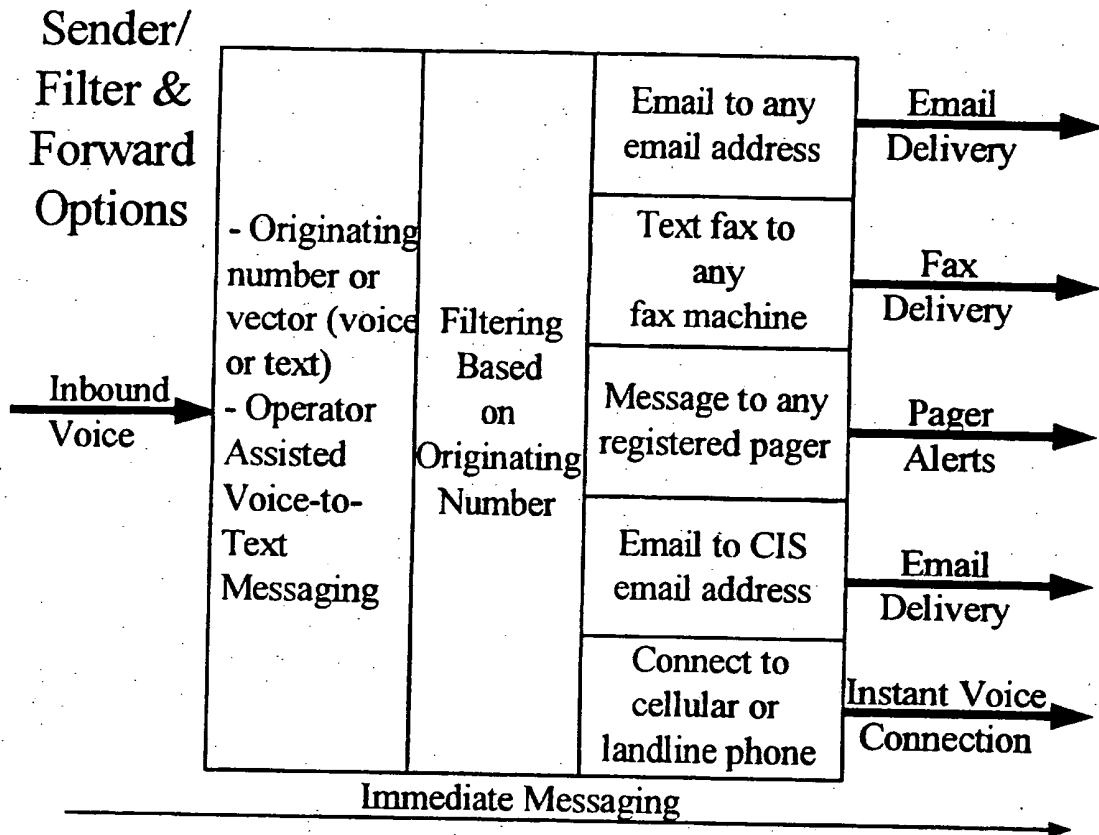 Sender/
Filter &
Forward
Options
Inbound
Voice
- Originating
number or
vector (voice
or text)
- Operator
Assisted
Voice-to-
Text
Messaging
Filtering
Based
on
Originating
Number
Email to any
email address
Text fax to
any
fax machine
Message to any
registered pager
Email to CIS
email address
Connect to
cellular or
landline phone
Email
Delivery
Fax
Delivery
Pager
Alerts
Email
Delivery
Instant Voice
Connection
Immediate Messaging